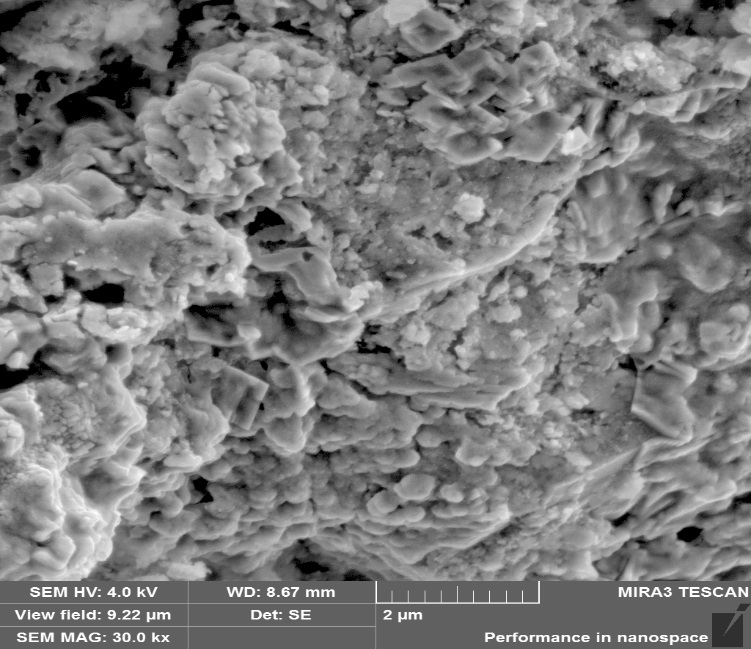 SEM HV: 4.0 kV WD: 8.67 mm MIRA3 TESCAN
View field: 9.22 µm Det: SE 2 µm
SEM MAG: 30.0 kx Performance in nanospace